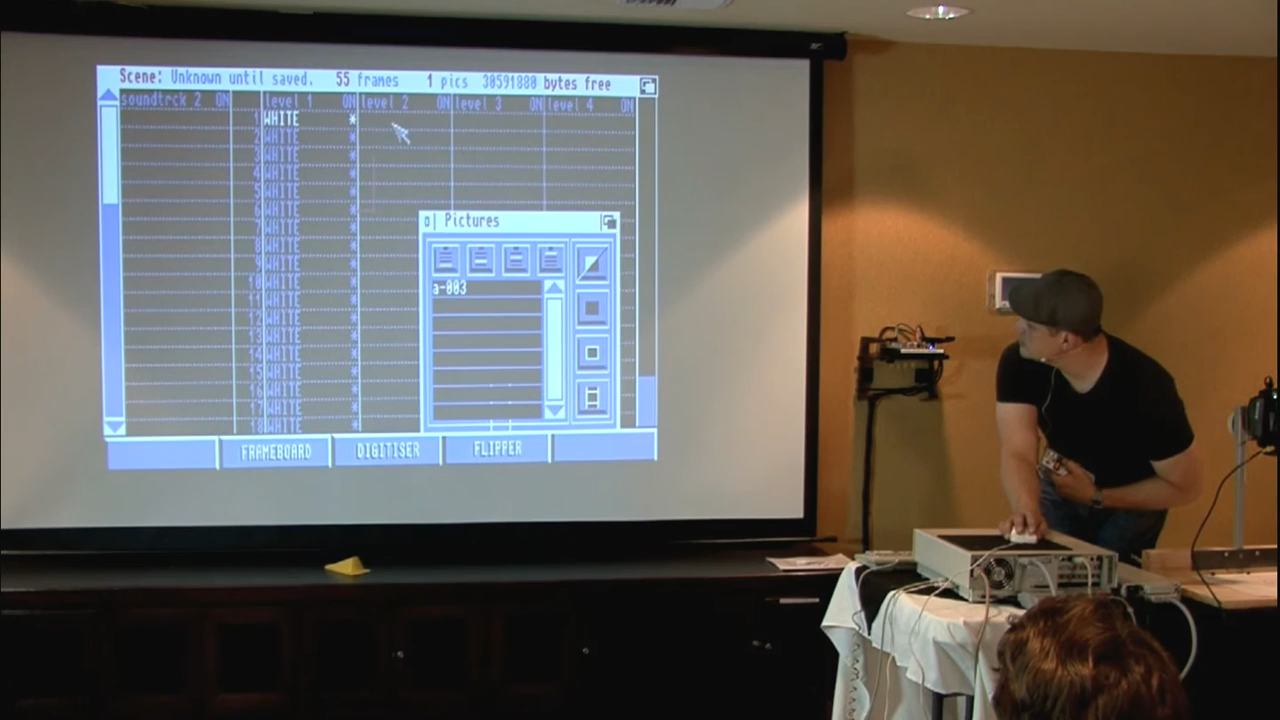 Scene: Unknown until saved. 55 frames 1 pics 30591880 bytes free
soundtrck 2 ON level 1 ON level 2 ON level 3 ON level 4 ON
1 WHITE *
2 WHITE *
3 WHITE *
4 WHITE *
5 WHITE *
6 WHITE *
7 WHITE *
8 WHITE *
9 WHITE *
10 WHITE *
11 WHITE *
12 WHITE *
13 WHITE *
14 WHITE *
15 WHITE *
16 WHITE *
17 WHITE *
18 WHITE *
Pictures
a-003
FRAMEBOARD DIGITISER FLIPPER